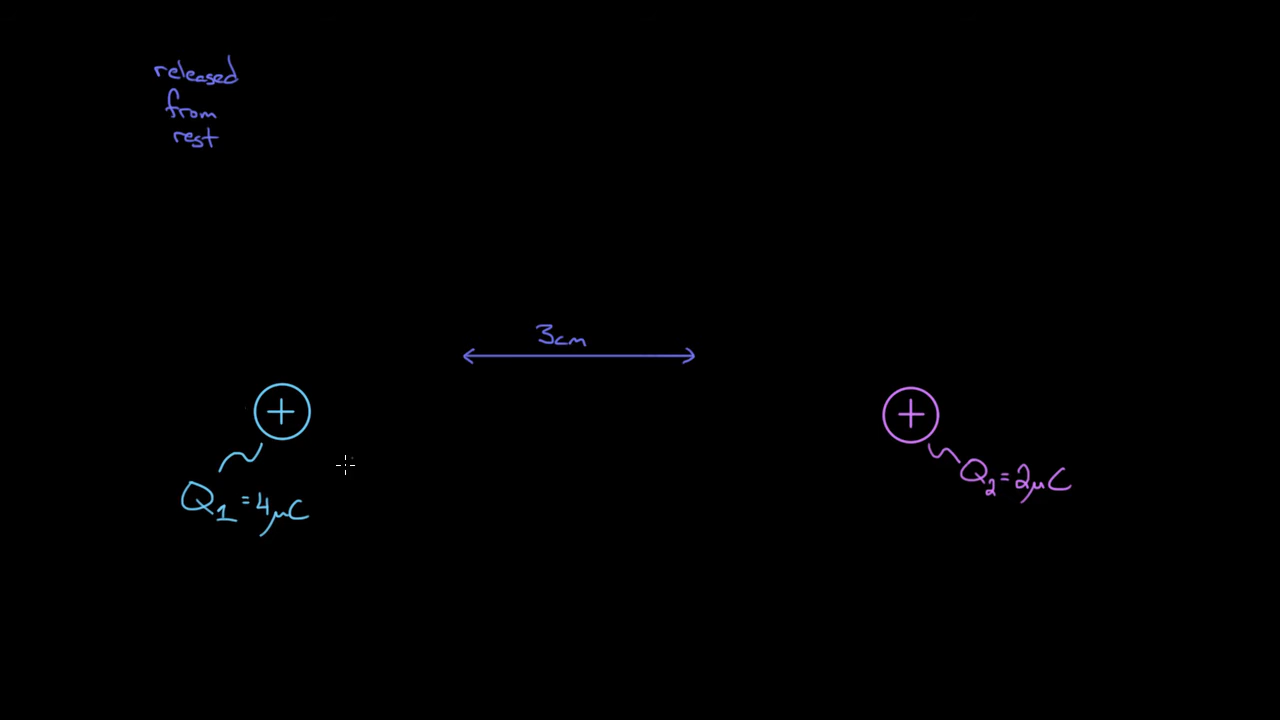 released
from
rest
3cm
+
+
Q₁ = 4μC
Q₂ = 2μC